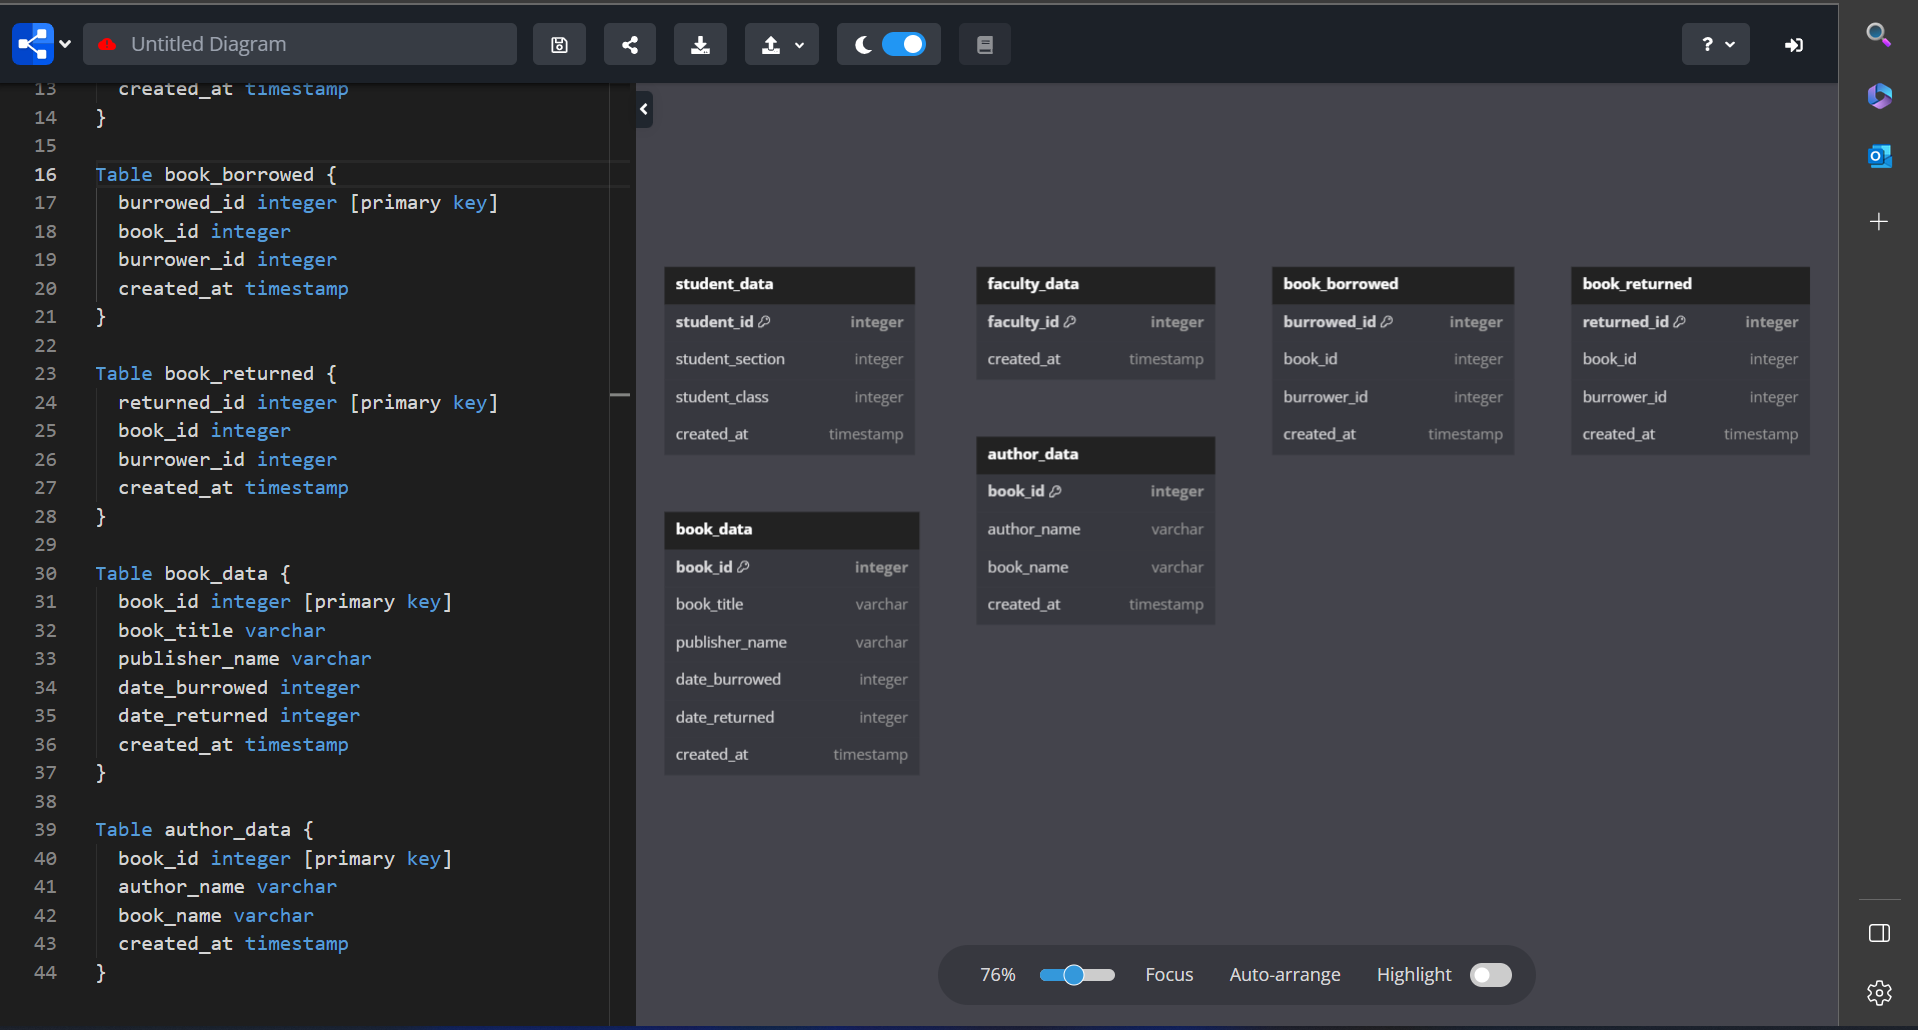 Untitled Diagram
?
13 created_at timestamp
14 }
15
16 Table book_borrowed {
17 burrowed_id integer [primary key]
18 book_id integer
19 burrower_id integer
20 created_at timestamp
21 }
22
23 Table book_returned {
24 returned_id integer [primary key]
25 book_id integer
26 burrower_id integer
27 created_at timestamp
28 }
29
30 Table book_data {
31 book_id integer [primary key]
32 book_title varchar
33 publisher_name varchar
34 date_burrowed integer
35 date_returned integer
36 created_at timestamp
37 }
38
39 Table author_data {
40 book_id integer [primary key]
41 author_name varchar
42 book_name varchar
43 created_at timestamp
44 }
student_data
student_id integer
student_section integer
student_class integer
created_at timestamp
faculty_data
faculty_id integer
created_at timestamp
book_borrowed
burrowed_id integer
book_id integer
burrower_id integer
created_at timestamp
book_returned
returned_id integer
book_id integer
burrower_id integer
created_at timestamp
author_data
book_id integer
author_name varchar
book_name varchar
created_at timestamp
book_data
book_id integer
book_title varchar
publisher_name varchar
date_burrowed integer
date_returned integer
created_at timestamp
76% Focus Auto-arrange Highlight